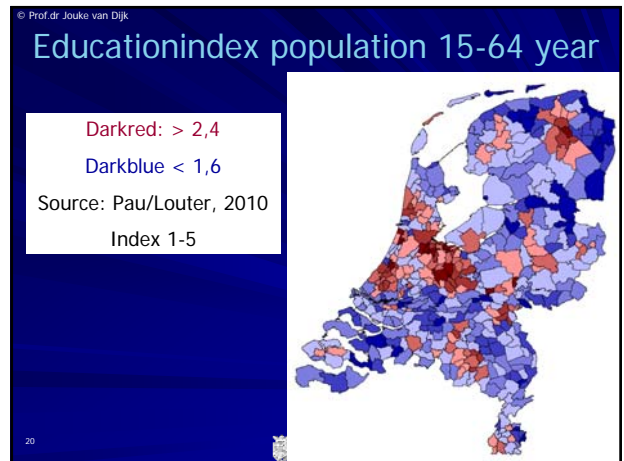 © Prof.dr Jouke van Dijk
Educationindex population 15-64 year
Darkred: > 2,4
Darkblue < 1,6
Source: Pau/Louter, 2010
Index 1-5
20